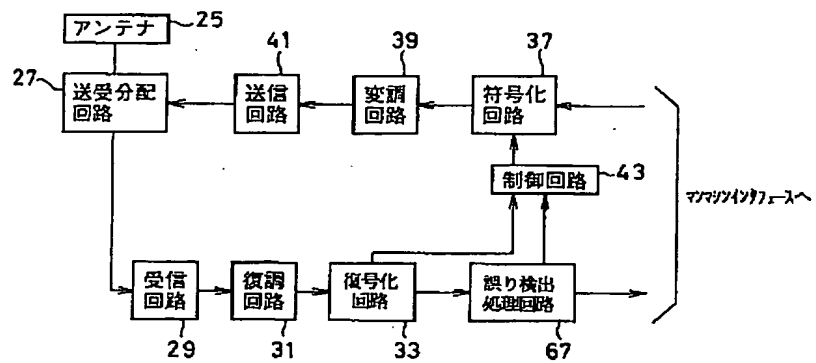 アンテナ
25
27
送受分配
回路
41
送信
回路
39
変調
回路
37
符号化
回路
制御回路
43
マンマシンインタフェースへ
受信
回路
29
復調
回路
31
復号化
回路
33
誤り検出
処理回路
67